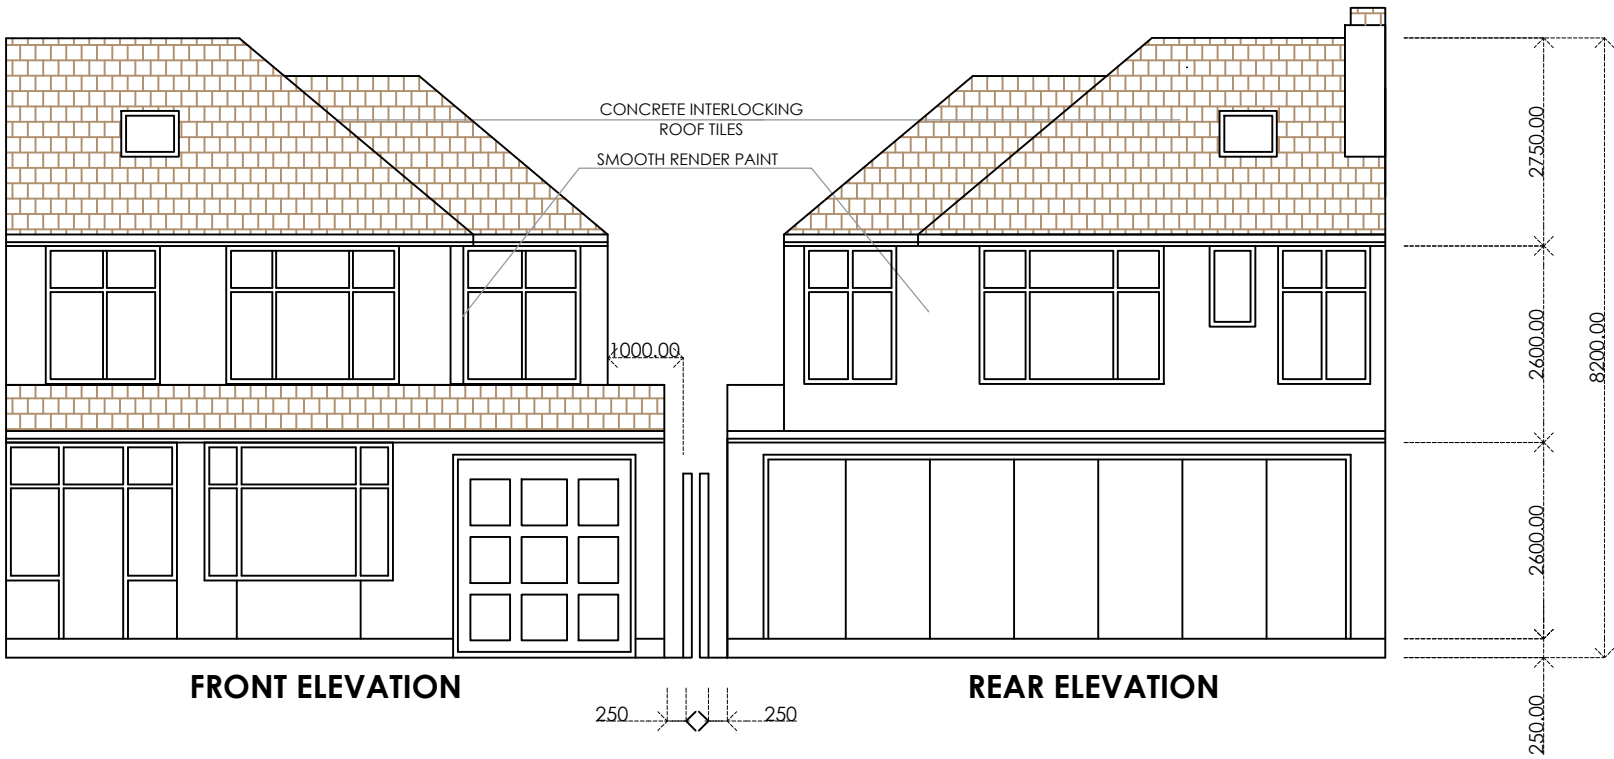 CONCRETE INTERLOCKING
ROOF TILES
SMOOTH RENDER PAINT
1000.00
2750.00
2600.00
8200.00
2600.00
250.00
FRONT ELEVATION
REAR ELEVATION
250
250